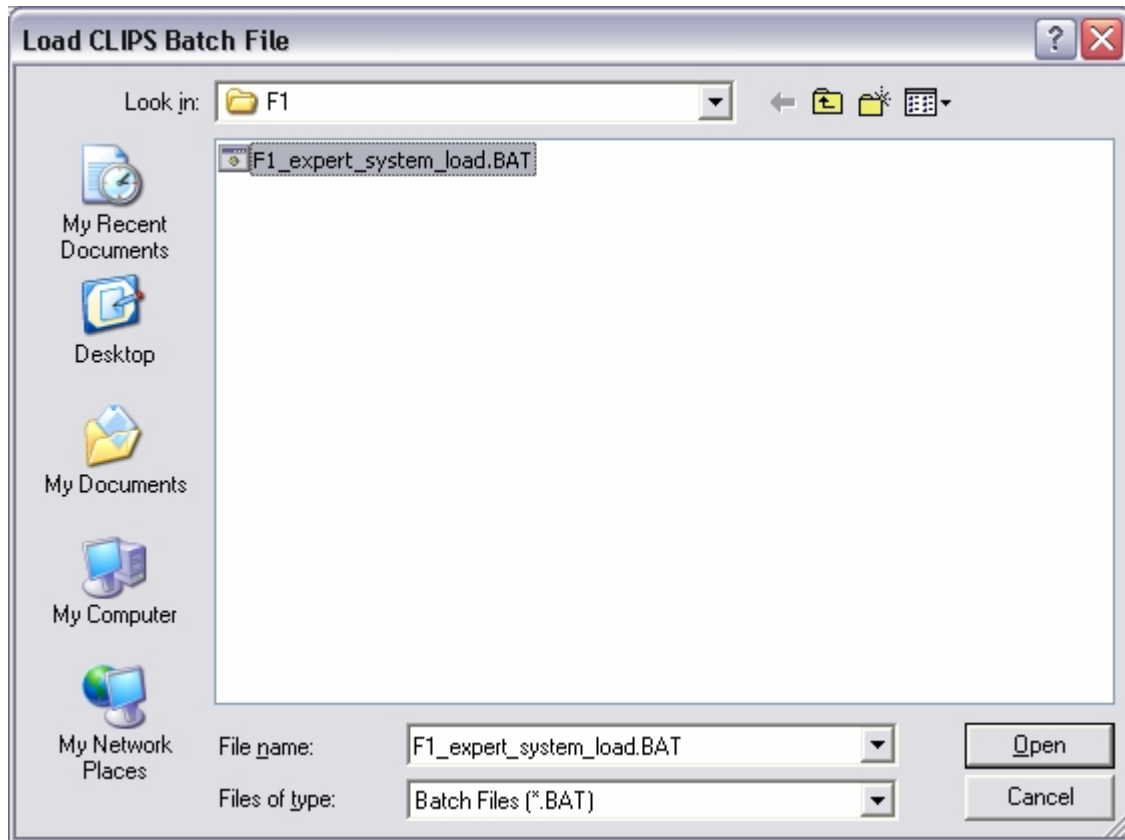 Load CLIPS Batch File
Look in:
F1
F1_expert_system_load.BAT
My Recent
Documents
Desktop
My Documents
My Computer
My Network
Places
File name:
F1_expert_system_load.BAT
Open
Files of type:
Batch Files (*.BAT)
Cancel